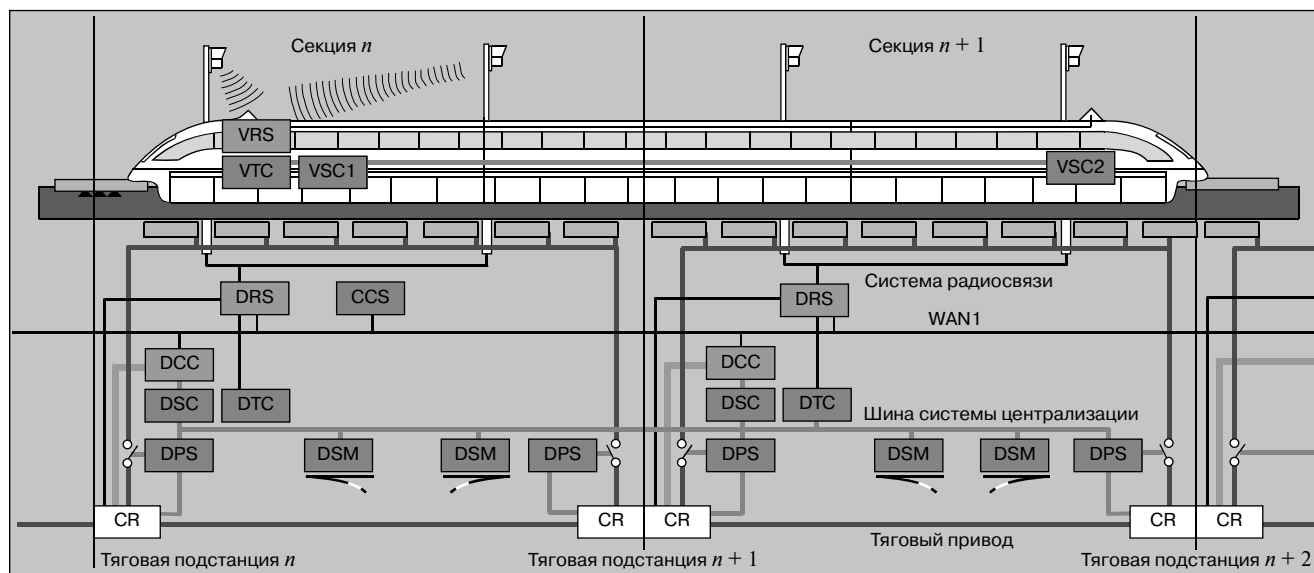 Секция n
Секция n + 1
VRS
VTC
VSC1
VSC2
DRS
CCS
DRS
Система радиосвязи
WAN1
DCC
DCC
DSC
DTC
DSC
DTC
Шина системы централизации
DPS
DSM
DSM
DPS
DPS
DSM
DSM
DPS
CR
CR
CR
CR
CR
Тяговый привод
Тяговая подстанция n
Тяговая подстанция n + 1
Тяговая подстанция n + 2